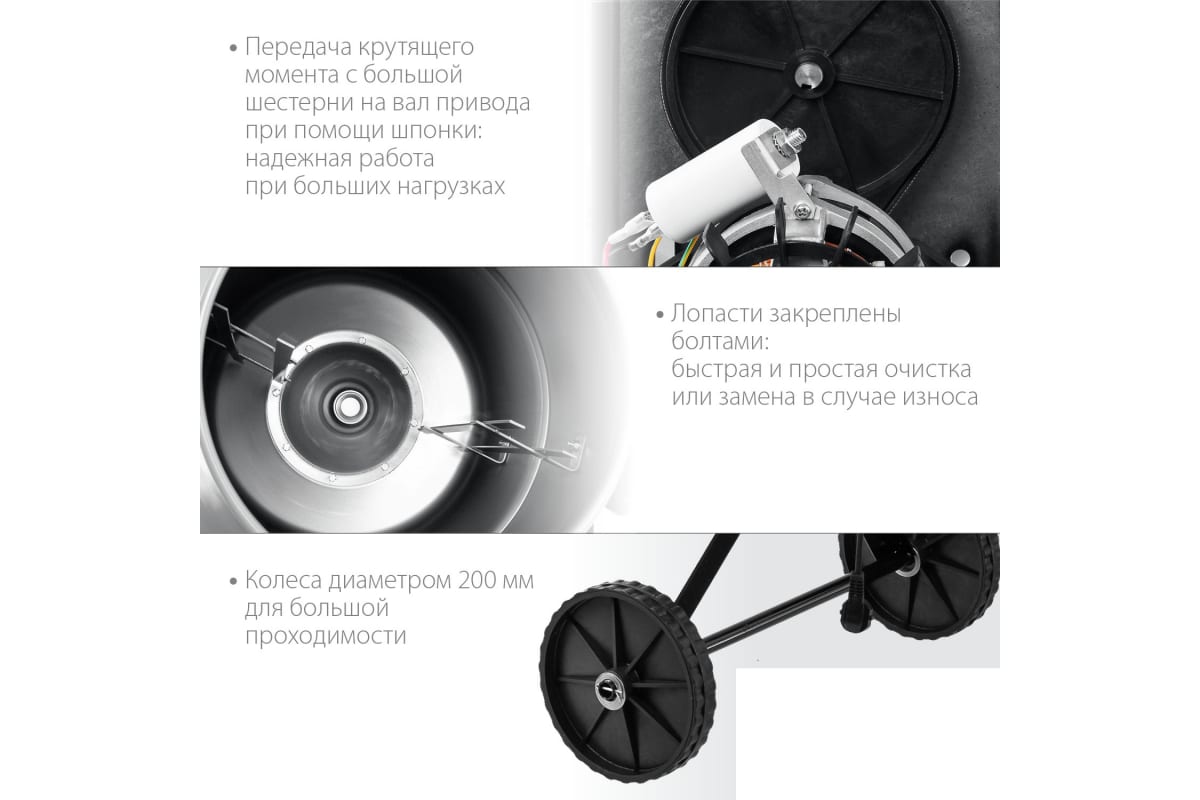 • Передача крутящего
момента с большой
шестерни на вал привода
при помощи шпонки:
надежная работа
при больших нагрузках
• Лопасти закреплены
болтами:
быстрая и простая очистка
или замена в случае износа
• Колеса диаметром 200 мм
для большой
проходимости